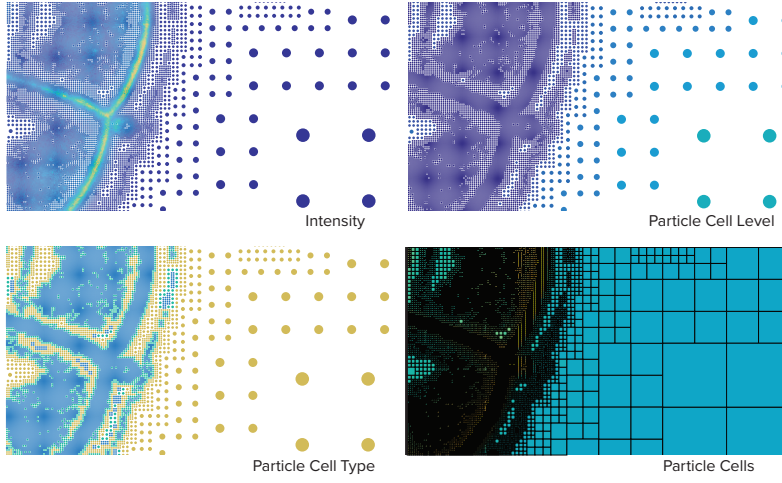 Intensity
Particle Cell Level
Particle Cell Type
Particle Cells